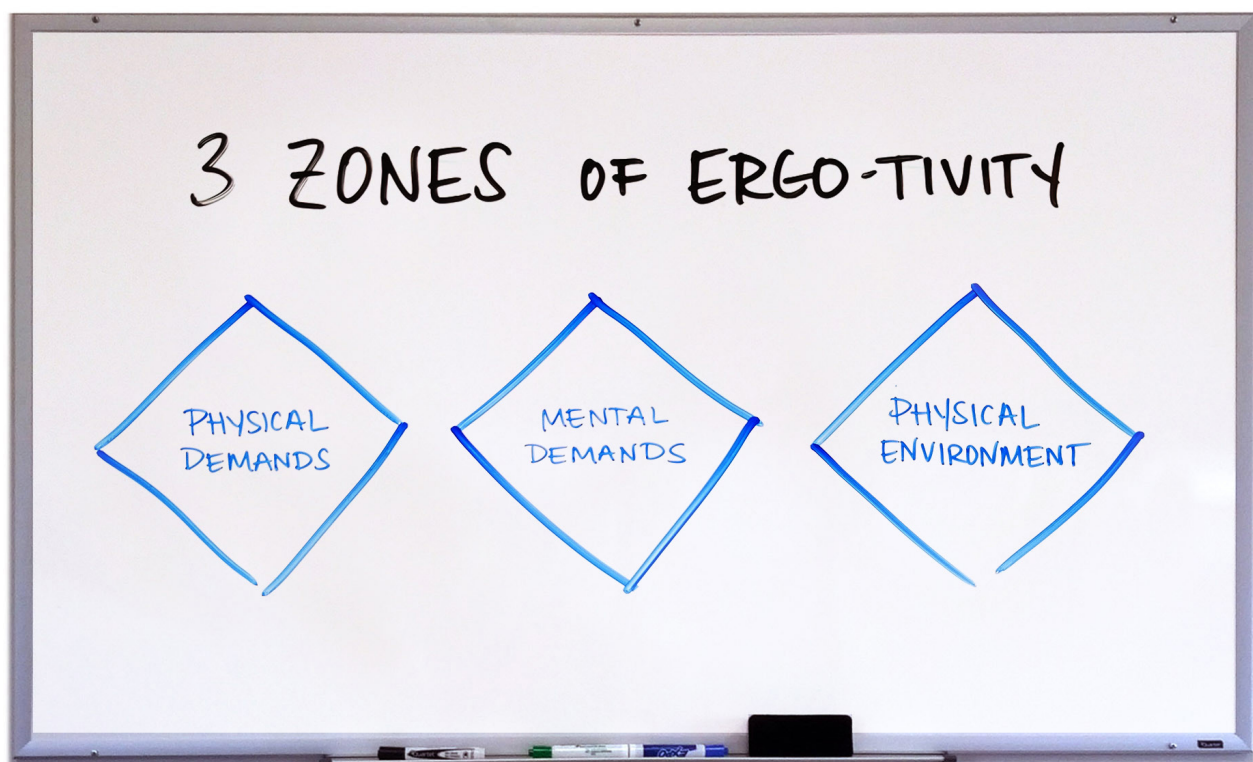 3 ZONES OF ERGO-TIVITY
PHYSICAL
DEMANDS
MENTAL
DEMANDS
PHYSICAL
ENVIRONMENT